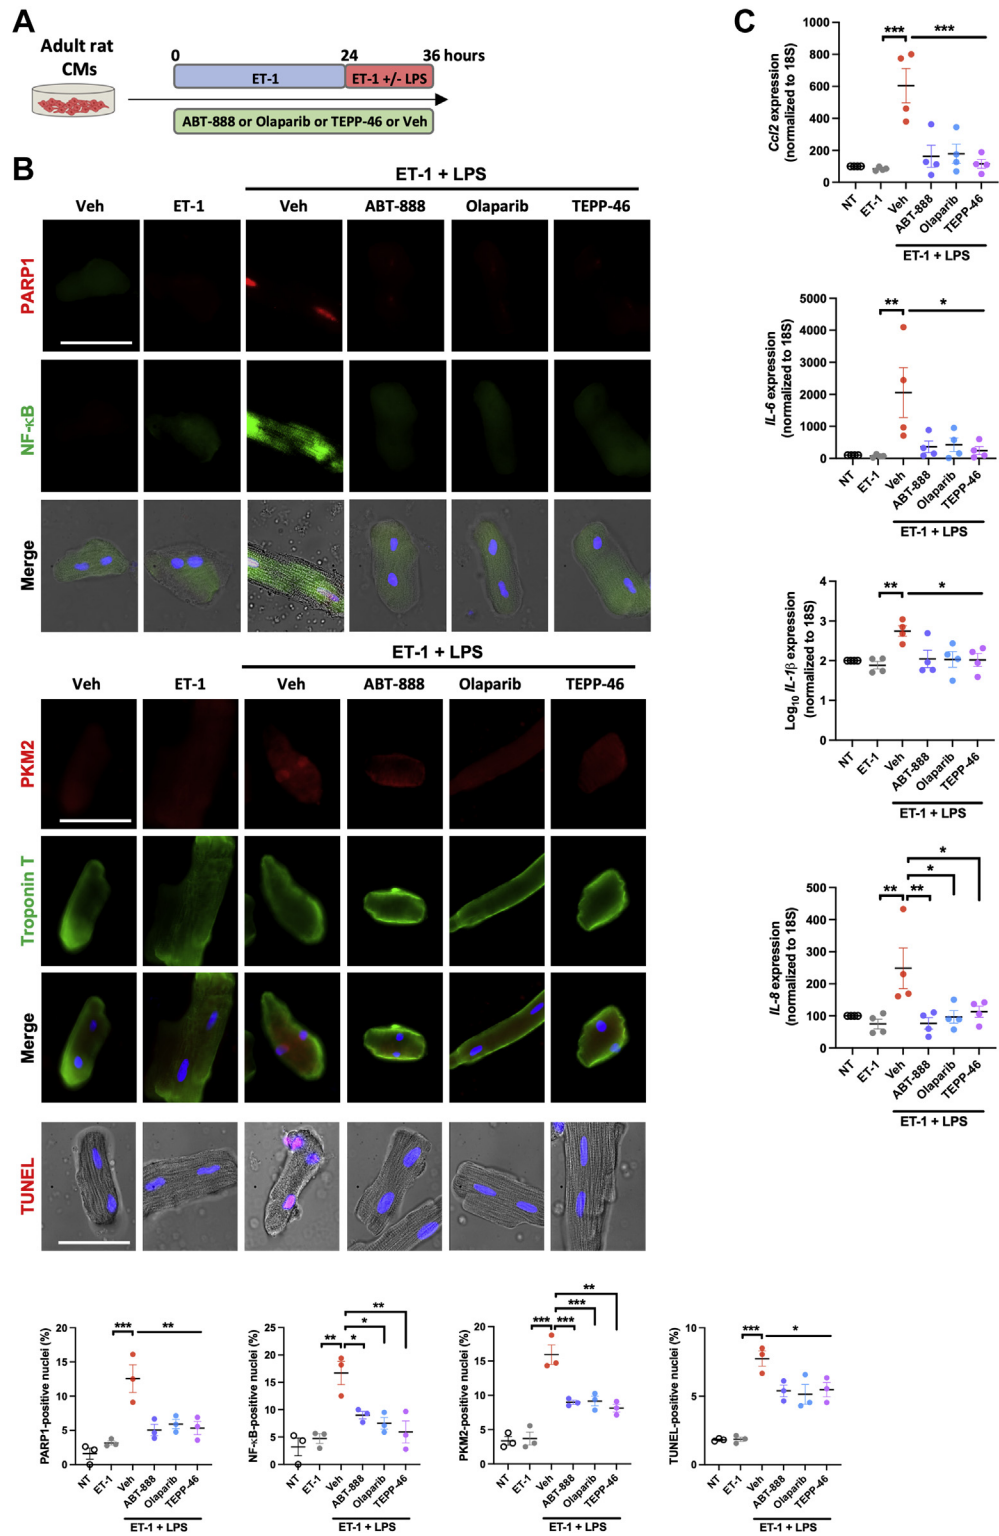 A
Adult rat
CMs
0 24 36 hours
ET-1 ET-1 +/- LPS
ABT-888 or Olaparib or TEPP-46 or Veh
B
ET-1 + LPS
Veh ET-1 Veh ABT-888 Olaparib TEPP-46
PARP1
NF-κB
Merge
ET-1 + LPS
Veh ET-1 Veh ABT-888 Olaparib TEPP-46
PKM2
Troponin T
Merge
TUNEL
PARP1-positive nuclei (%)
20
15
10
5
0
*** **
NT ET-1 Veh ABT-888 Olaparib TEPP-46
ET-1 + LPS
NF-κB-positive nuclei (%)
25
20
15
10
5
0
**
*
** *
NT ET-1 Veh ABT-888 Olaparib TEPP-46
ET-1 + LPS
PKM2-positive nuclei (%)
20
15
10
5
0
**
***
*** ***
NT ET-1 Veh ABT-888 Olaparib TEPP-46
ET-1 + LPS
TUNEL-positive nuclei (%)
10
5
0
*** *
NT ET-1 Veh ABT-888 Olaparib TEPP-46
ET-1 + LPS
C
Ccl2 expression
(normalized to 18S)
1000
800
600
400
200
0
*** ***
NT ET-1 Veh ABT-888 Olaparib TEPP-46
ET-1 + LPS
IL-6 expression
(normalized to 18S)
5000
4000
3000
2000
1000
0
** *
NT ET-1 Veh ABT-888 Olaparib TEPP-46
ET-1 + LPS
Log10 IL-1β expression
(normalized to 18S)
4
3
2
1
0
** *
NT ET-1 Veh ABT-888 Olaparib TEPP-46
ET-1 + LPS
IL-8 expression
(normalized to 18S)
500
400
300
200
100
0
*
*
** **
NT ET-1 Veh ABT-888 Olaparib TEPP-46
ET-1 + LPS